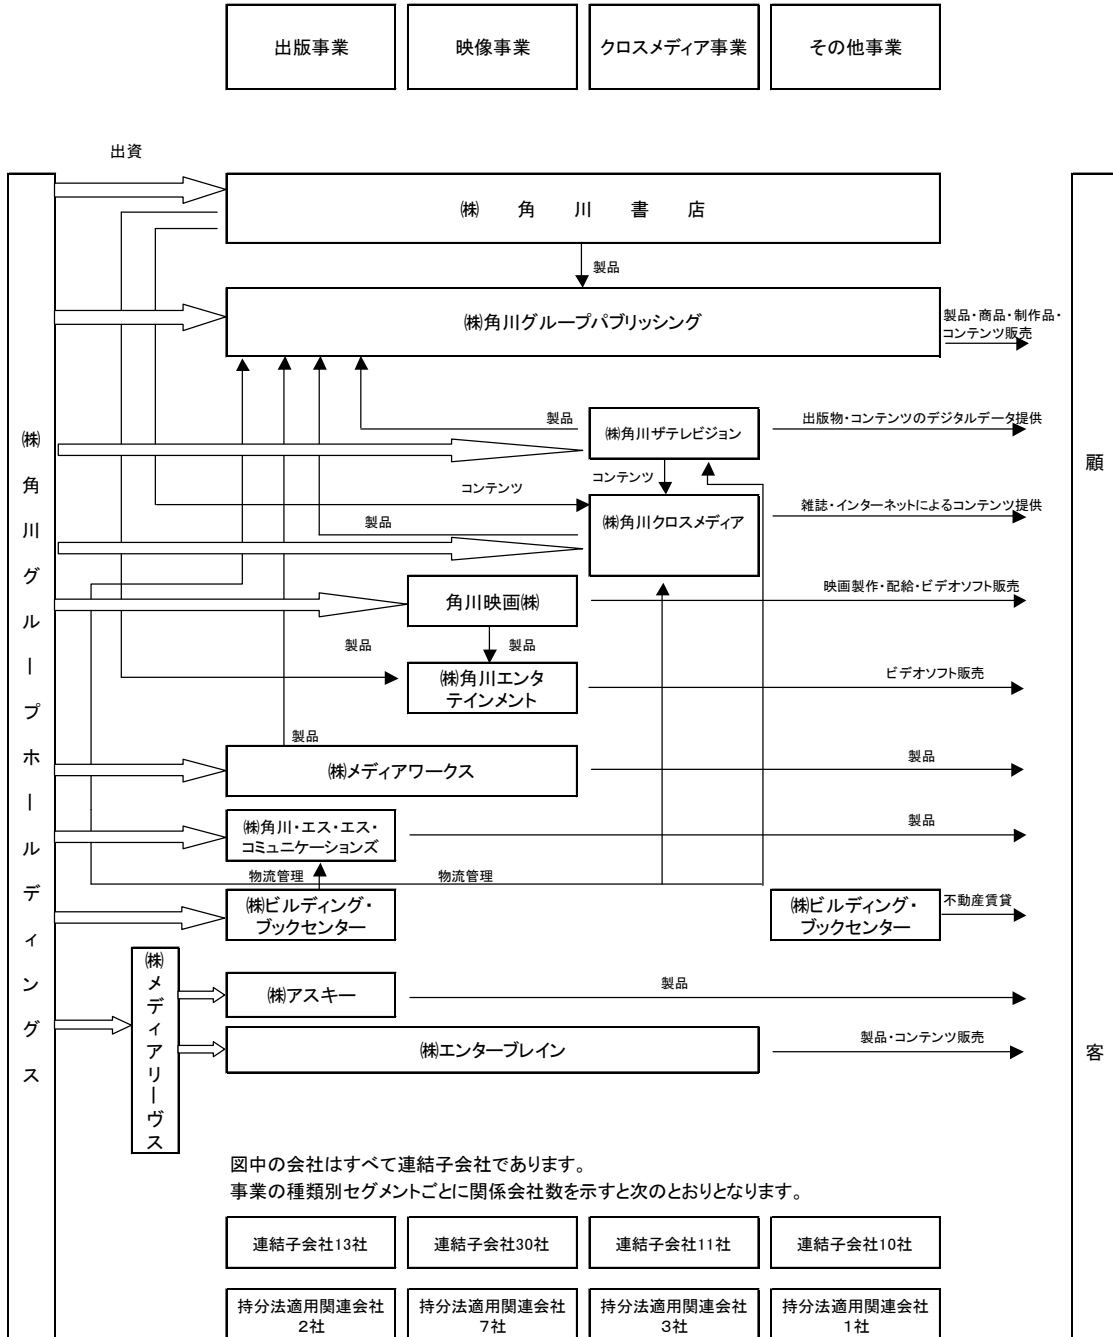 出版事業
映像事業
クロスメディア事業
その他事業
出資
㈱角川グループホールディングス
顧客
㈱角川書店
製品
㈱角川グループパブリッシング
製品・商品・制作品・
コンテンツ販売
製品
㈱角川ザテレビジョン
出版物・コンテンツのデジタルデータ提供
コンテンツ
コンテンツ
製品
㈱角川クロスメディア
雑誌・インターネットによるコンテンツ提供
角川映画㈱
映画製作・配給・ビデオソフト販売
製品
製品
㈱角川エンタ
テインメント
ビデオソフト販売
製品
㈱メディアワークス
製品
㈱角川・エス・エス・
コミュニケーションズ
製品
物流管理
物流管理
㈱ビルディング・
ブックセンター
㈱ビルディング・
ブックセンター
不動産賃貸
㈱メディアリーヴス
㈱アスキー
製品
㈱エンターブレイン
製品・コンテンツ販売
図中の会社はすべて連結子会社であります。
事業の種類別セグメントごとに関係会社数を示すと次のとおりとなります。
連結子会社13社
連結子会社30社
連結子会社11社
連結子会社10社
持分法適用関連会社
2社
持分法適用関連会社
7社
持分法適用関連会社
3社
持分法適用関連会社
1社